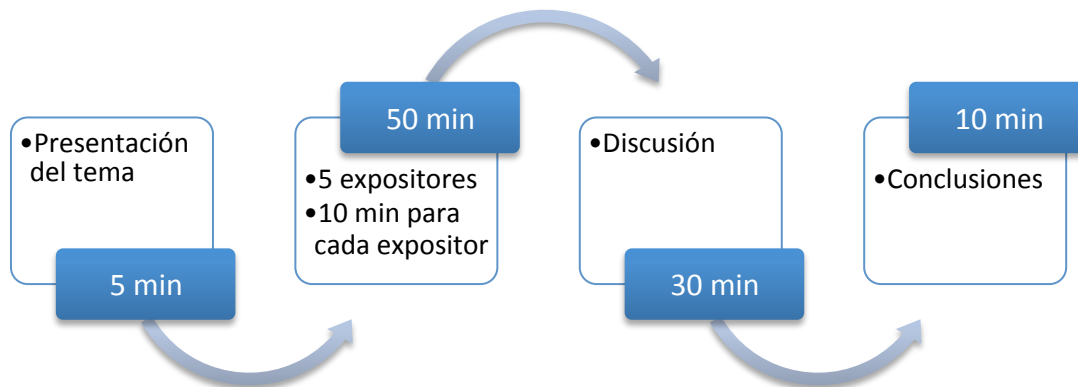 •Presentación
del tema
5 min
50 min
•5 expositores
•10 min para
cada expositor
•Discusión
30 min
10 min
•Conclusiones